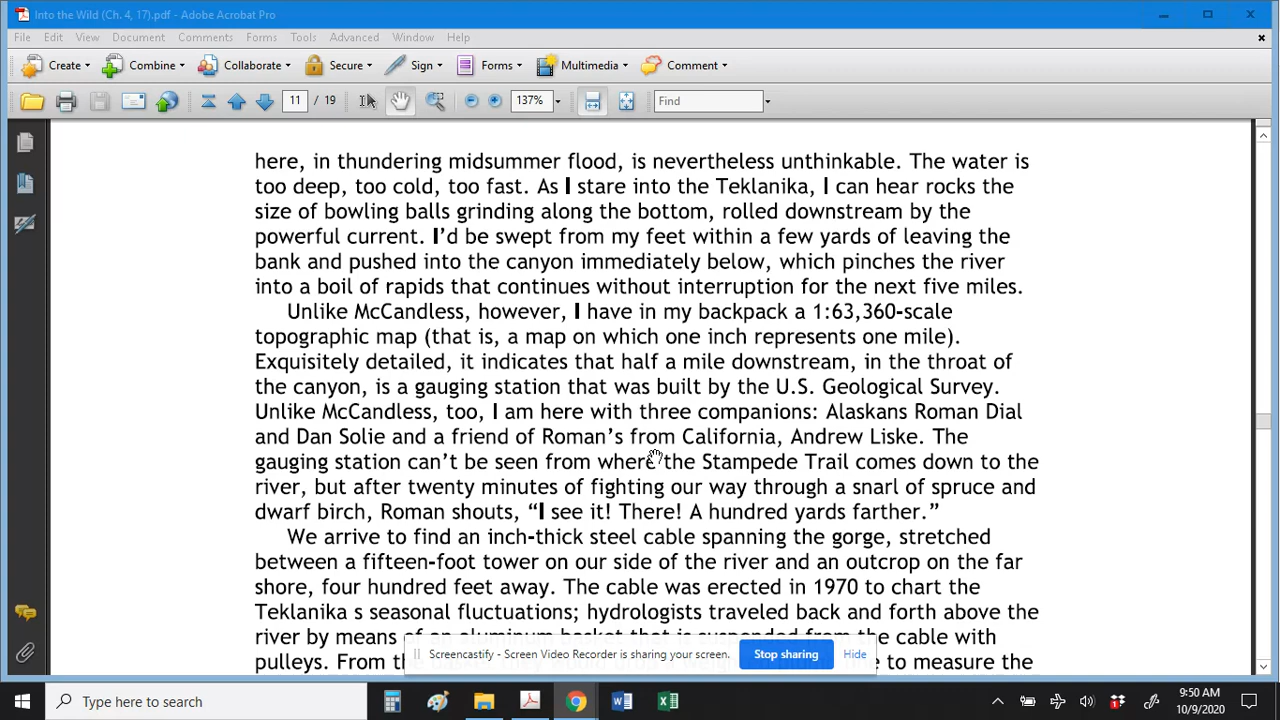 Into the Wild (Ch. 4, 17).pdf - Adobe Acrobat Pro
File Edit View Document Comments Forms Tools Advanced Window Help
Create Combine Collaborate Secure Sign Forms Multimedia Comment
11 / 19 137% Find
here, in thundering midsummer flood, is nevertheless unthinkable. The water is
too deep, too cold, too fast. As I stare into the Teklanika, I can hear rocks the
size of bowling balls grinding along the bottom, rolled downstream by the
powerful current. I’d be swept from my feet within a few yards of leaving the
bank and pushed into the canyon immediately below, which pinches the river
into a boil of rapids that continues without interruption for the next five miles.
Unlike McCandless, however, I have in my backpack a 1:63,360-scale
topographic map (that is, a map on which one inch represents one mile).
Exquisitely detailed, it indicates that half a mile downstream, in the throat of
the canyon, is a gauging station that was built by the U.S. Geological Survey.
Unlike McCandless, too, I am here with three companions: Alaskans Roman Dial
and Dan Solie and a friend of Roman’s from California, Andrew Liske. The
gauging station can’t be seen from where the Stampede Trail comes down to the
river, but after twenty minutes of fighting our way through a snarl of spruce and
dwarf birch, Roman shouts, “I see it! There! A hundred yards farther.”
We arrive to find an inch-thick steel cable spanning the gorge, stretched
between a fifteen-foot tower on our side of the river and an outcrop on the far
shore, four hundred feet away. The cable was erected in 1970 to chart the
Teklanika s seasonal fluctuations; hydrologists traveled back and forth above the
river by means of an aluminum basket that is suspended from the cable with
pulleys. From the to measure the
Screencastify - Screen Video Recorder is sharing your screen. Stop sharing Hide
Type here to search
9:50 AM
10/9/2020